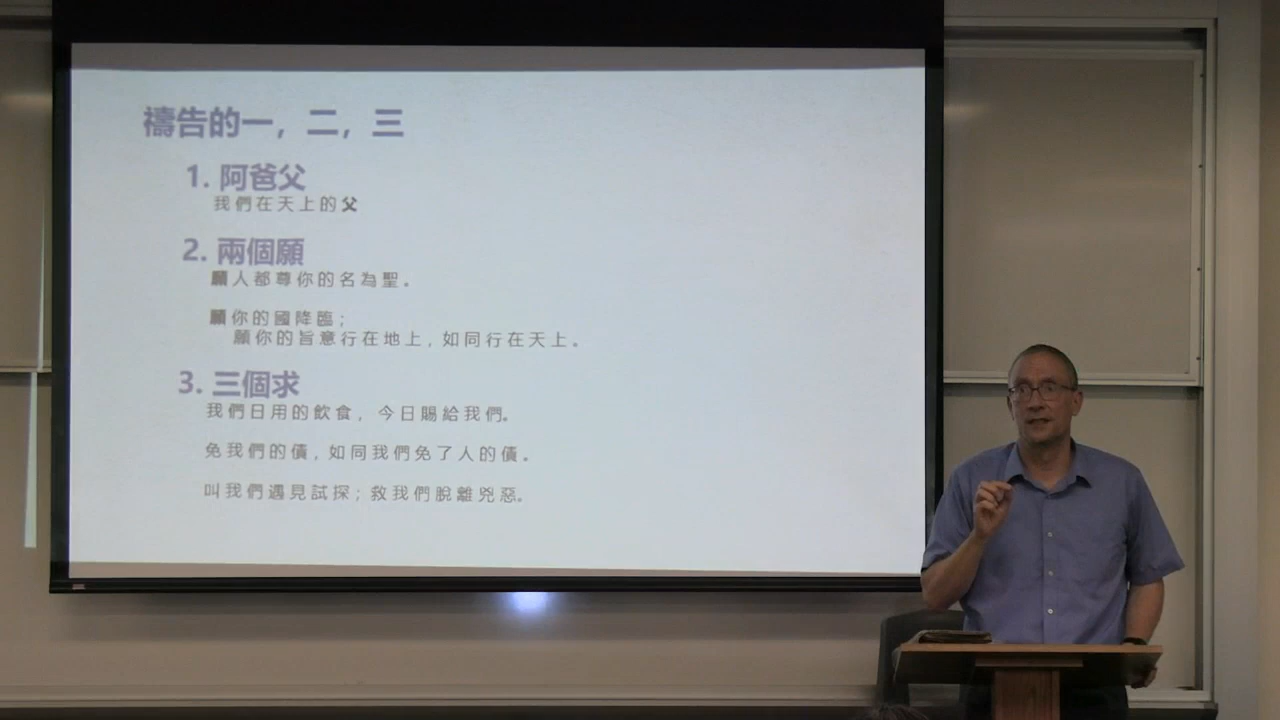 禱告的一，二，三
1. 阿爸父
我們在天上的父
2. 兩個願
願人都尊你的名為聖。
願你的國降臨；
願你的旨意行在地上，如同行在天上。
3. 三個求
我們日用的飲食，今日賜給我們。
免我們的債，如同我們免了人的債。
叫我們遇見試探；救我們脫離兇惡。